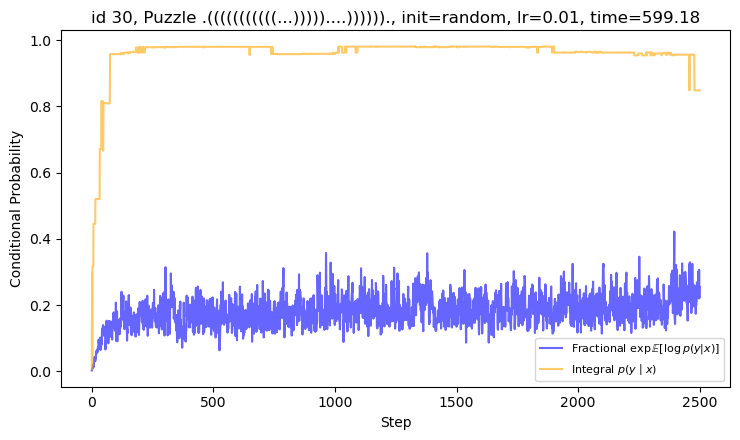 id 30, Puzzle .(((((((((((...)))))....))))))., init=random, lr=0.01, time=599.18
1.0
0.8
0.6
0.4
0.2
0.0
Conditional Probability
0
500
1000
1500
2000
2500
Step
Fractional exp𝔼[log p(y|x)]
Integral p(y | x)